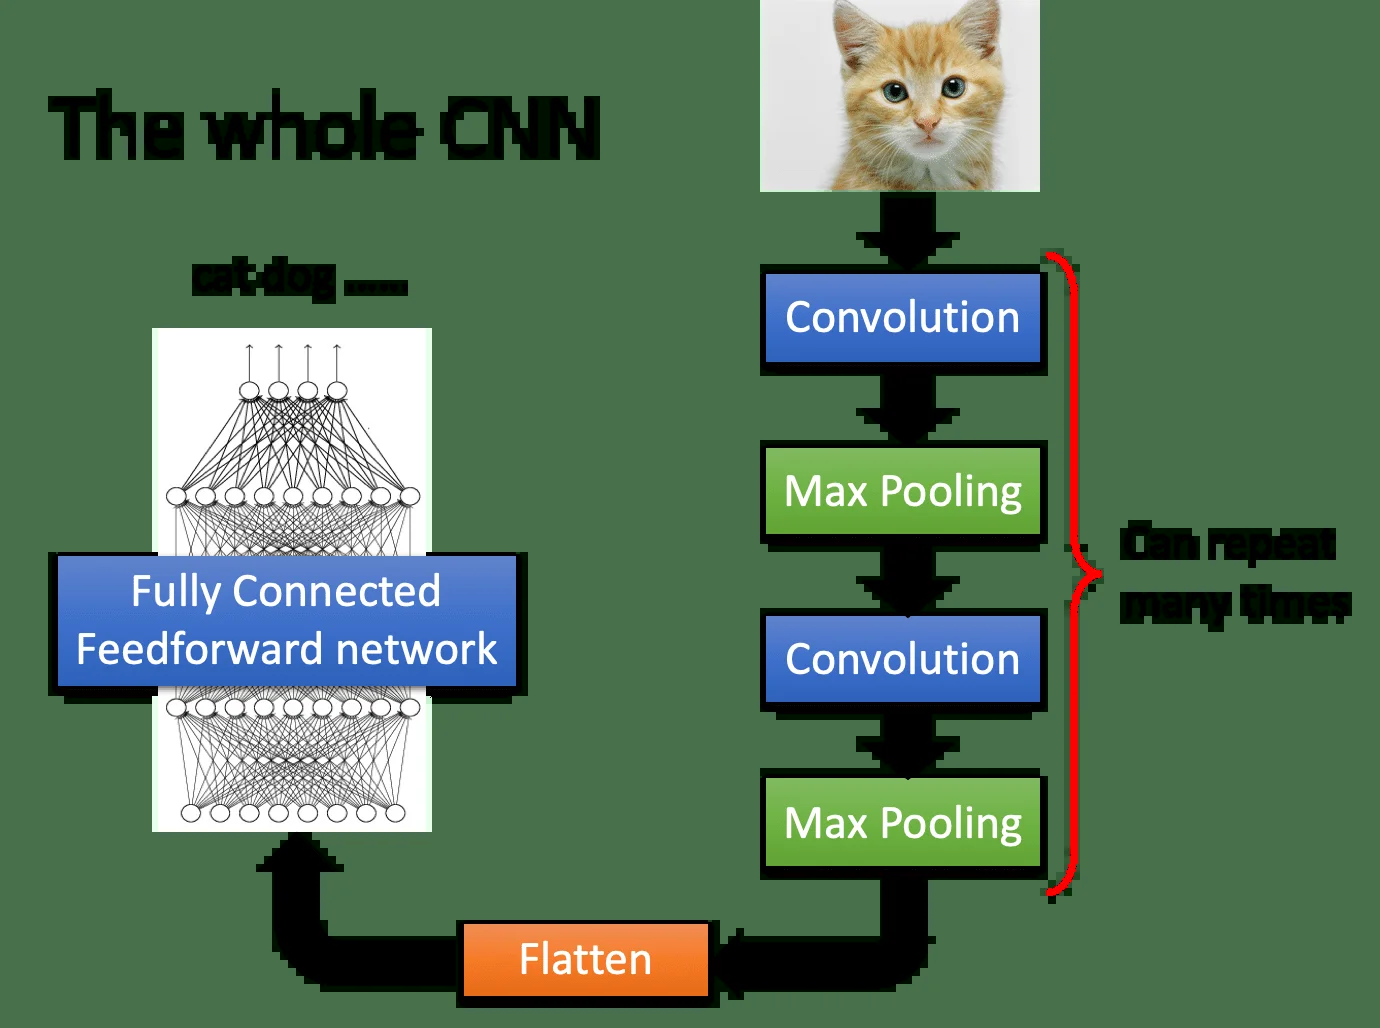 The whole CNN
cat dog ……
Convolution
Max Pooling
Convolution
Max Pooling
Can repeat
many times
Flatten
Fully Connected
Feedforward network